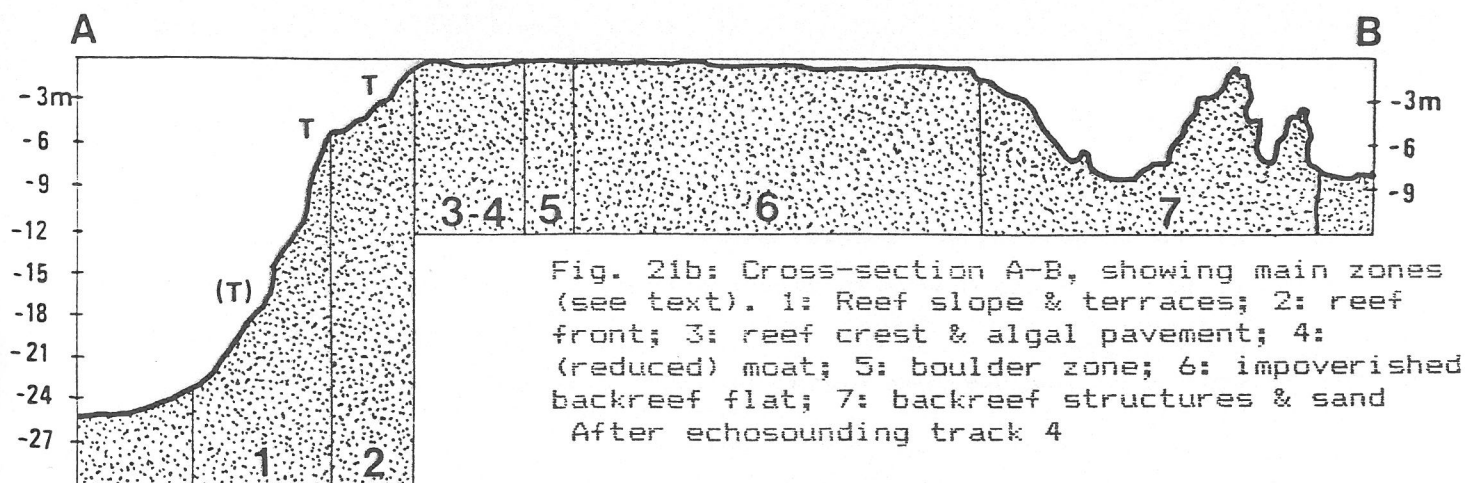 A B
-3m
-6
-9
-12
-15
-18
-21
-24
-27
T
T
(T)
-3m
-6
-9
1 2 3-4 5 6 7
Fig. 21b: Cross-section A-B, showing main zones
(see text). 1: Reef slope & terraces; 2: reef
front; 3: reef crest & algal pavement; 4:
(reduced) moat; 5: boulder zone; 6: impoverished
backreef flat; 7: backreef structures & sand
After echosounding track 4